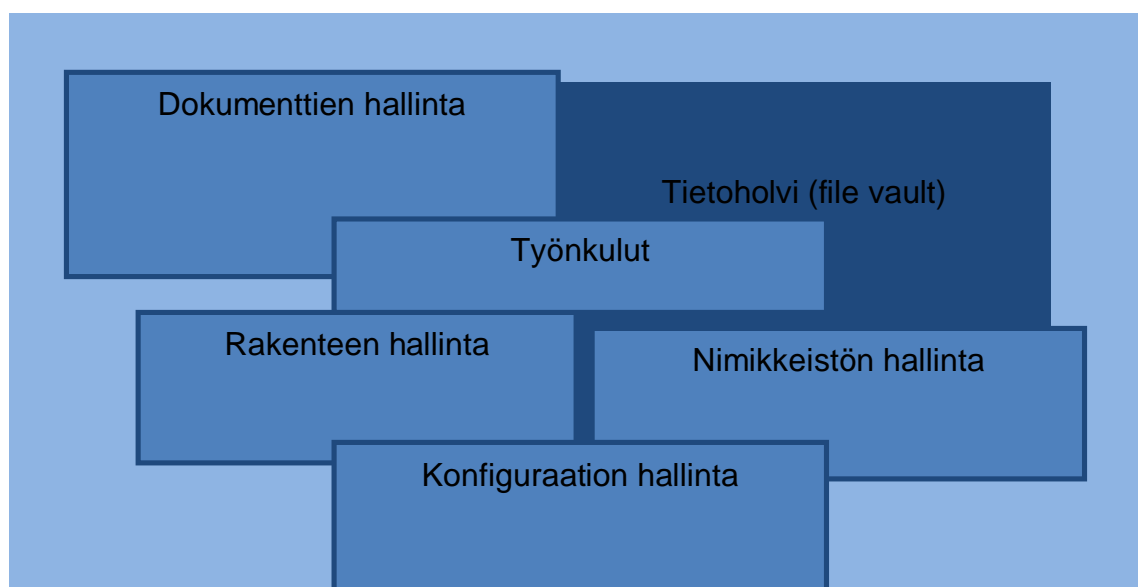 Dokumenttien hallinta
Tietoholvi (file vault)
Työnkulut
Rakenteen hallinta
Nimikkeistön hallinta
Konfiguraation hallinta